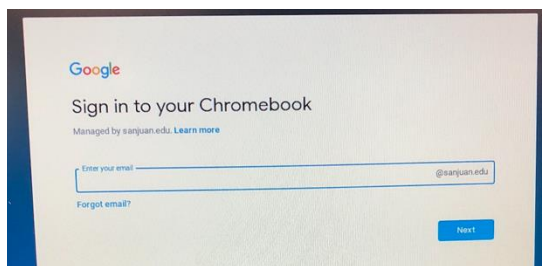 Google
Sign in to your Chromebook
Managed by sanjuan.edu. Learn more
Enter your email
@sanjuan.edu
Forgot email?
Next